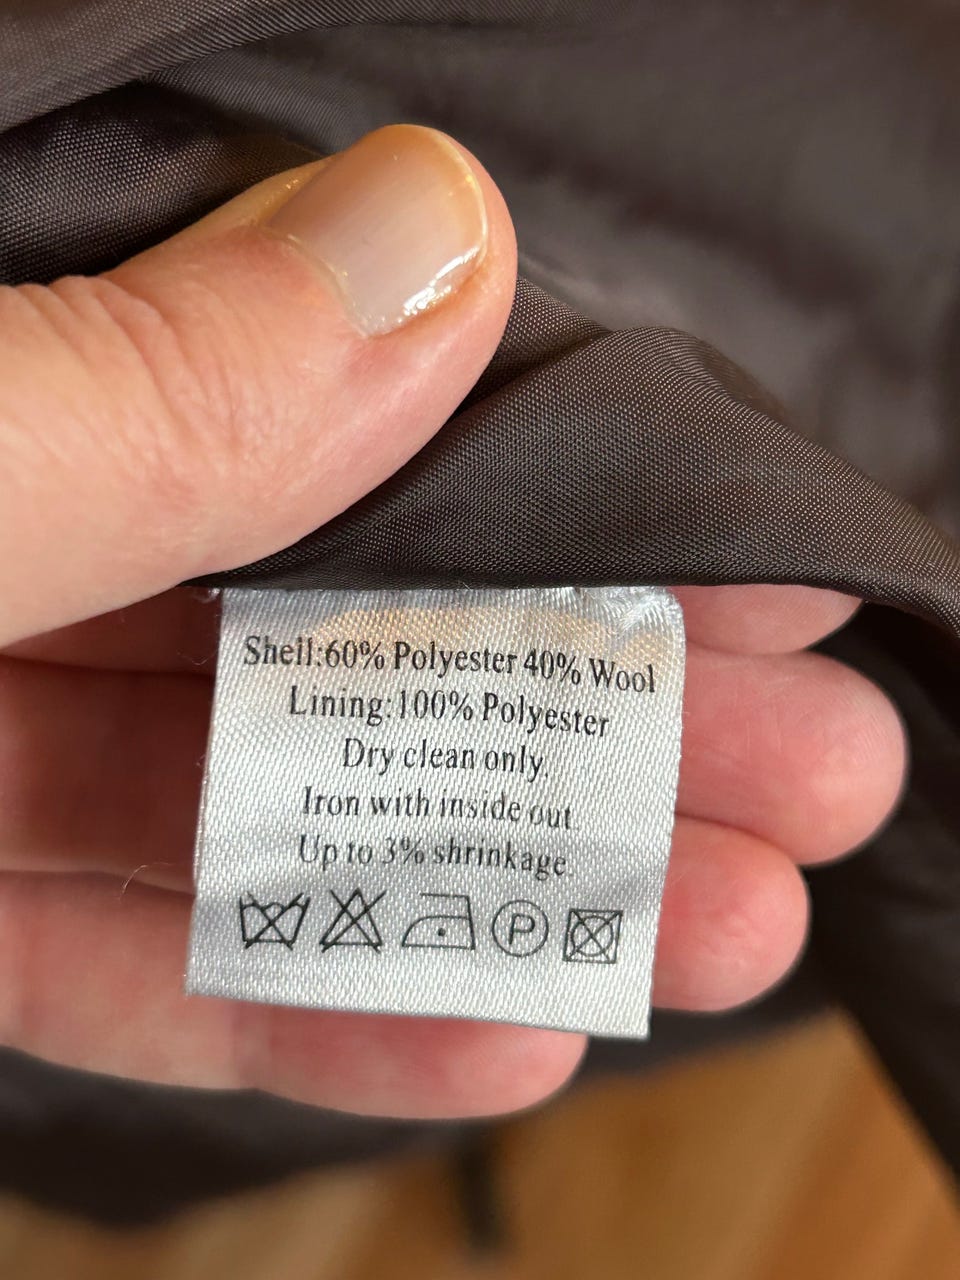 Shell:60% Polyester 40% Wool
Lining:100% Polyester
Dry clean only.
Iron with inside out.
Up to 3% shrinkage.
P